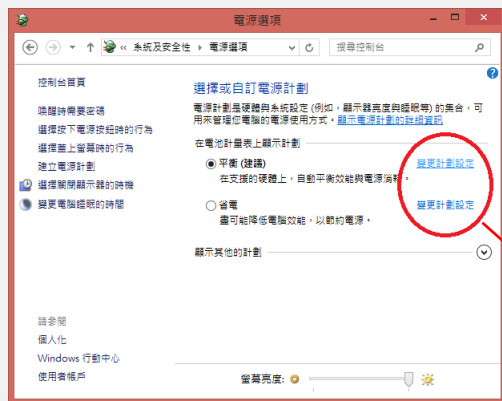 電源選項
« 系統及安全性 ▸ 電源選項
搜尋控制台
控制台首頁
喚醒時需要密碼
選擇按下電源按鈕時的行為
選擇蓋上螢幕時的行為
建立電源計劃
選擇關閉顯示器的時機
變更電腦睡眠的時間
請參閱
個人化
Windows 行動中心
使用者帳戶
選擇或自訂電源計劃
電源計劃是硬體與系統設定 (例如，顯示器亮度與睡眠等) 的集合，可
用來管理您電腦的電源使用方式。顯示電源計劃的詳細資訊
在電池計量表上顯示計劃
平衡 (建議) 變更計劃設定
在支援的硬體上，自動平衡效能與電源消耗。
省電 變更計劃設定
盡可能降低電腦效能，以節約電源。
顯示其他的計劃
螢幕亮度: